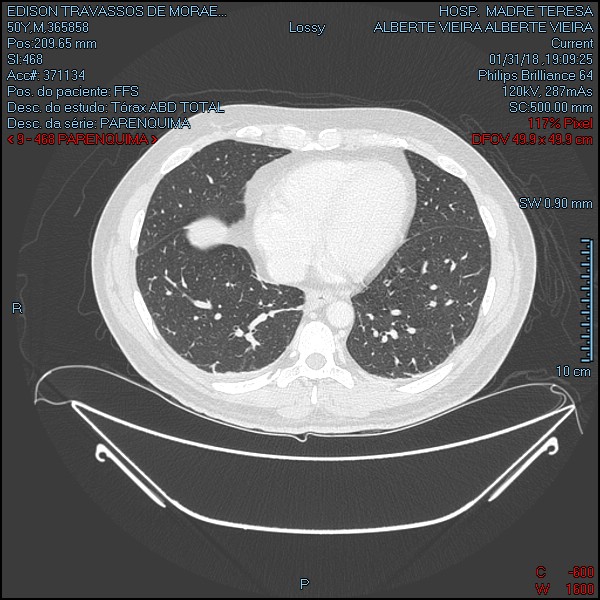 EDISON TRAVASSOS DE MORAE...
50Y,M,365858
Pos:209.65 mm
SI:468
Acc#: 371134
Pos. do paciente: FFS
Desc. do estudo: Tórax ABD TOTAL
Desc. da série: PARENQUIMA
< 9 - 468 PARENQUIMA >
Lossy
HOSP. MADRE TERESA
ALBERTE VIEIRA ALBERTE VIEIRA
Current
01/31/18 ,19:09:25
Philips Brilliance 64
120kV, 287mAs
SC:500.00 mm
117% Pixel
DFOV 49.9 x 49.9 cm
SW 0.90 mm
R
10 cm
P
C -600
W 1600